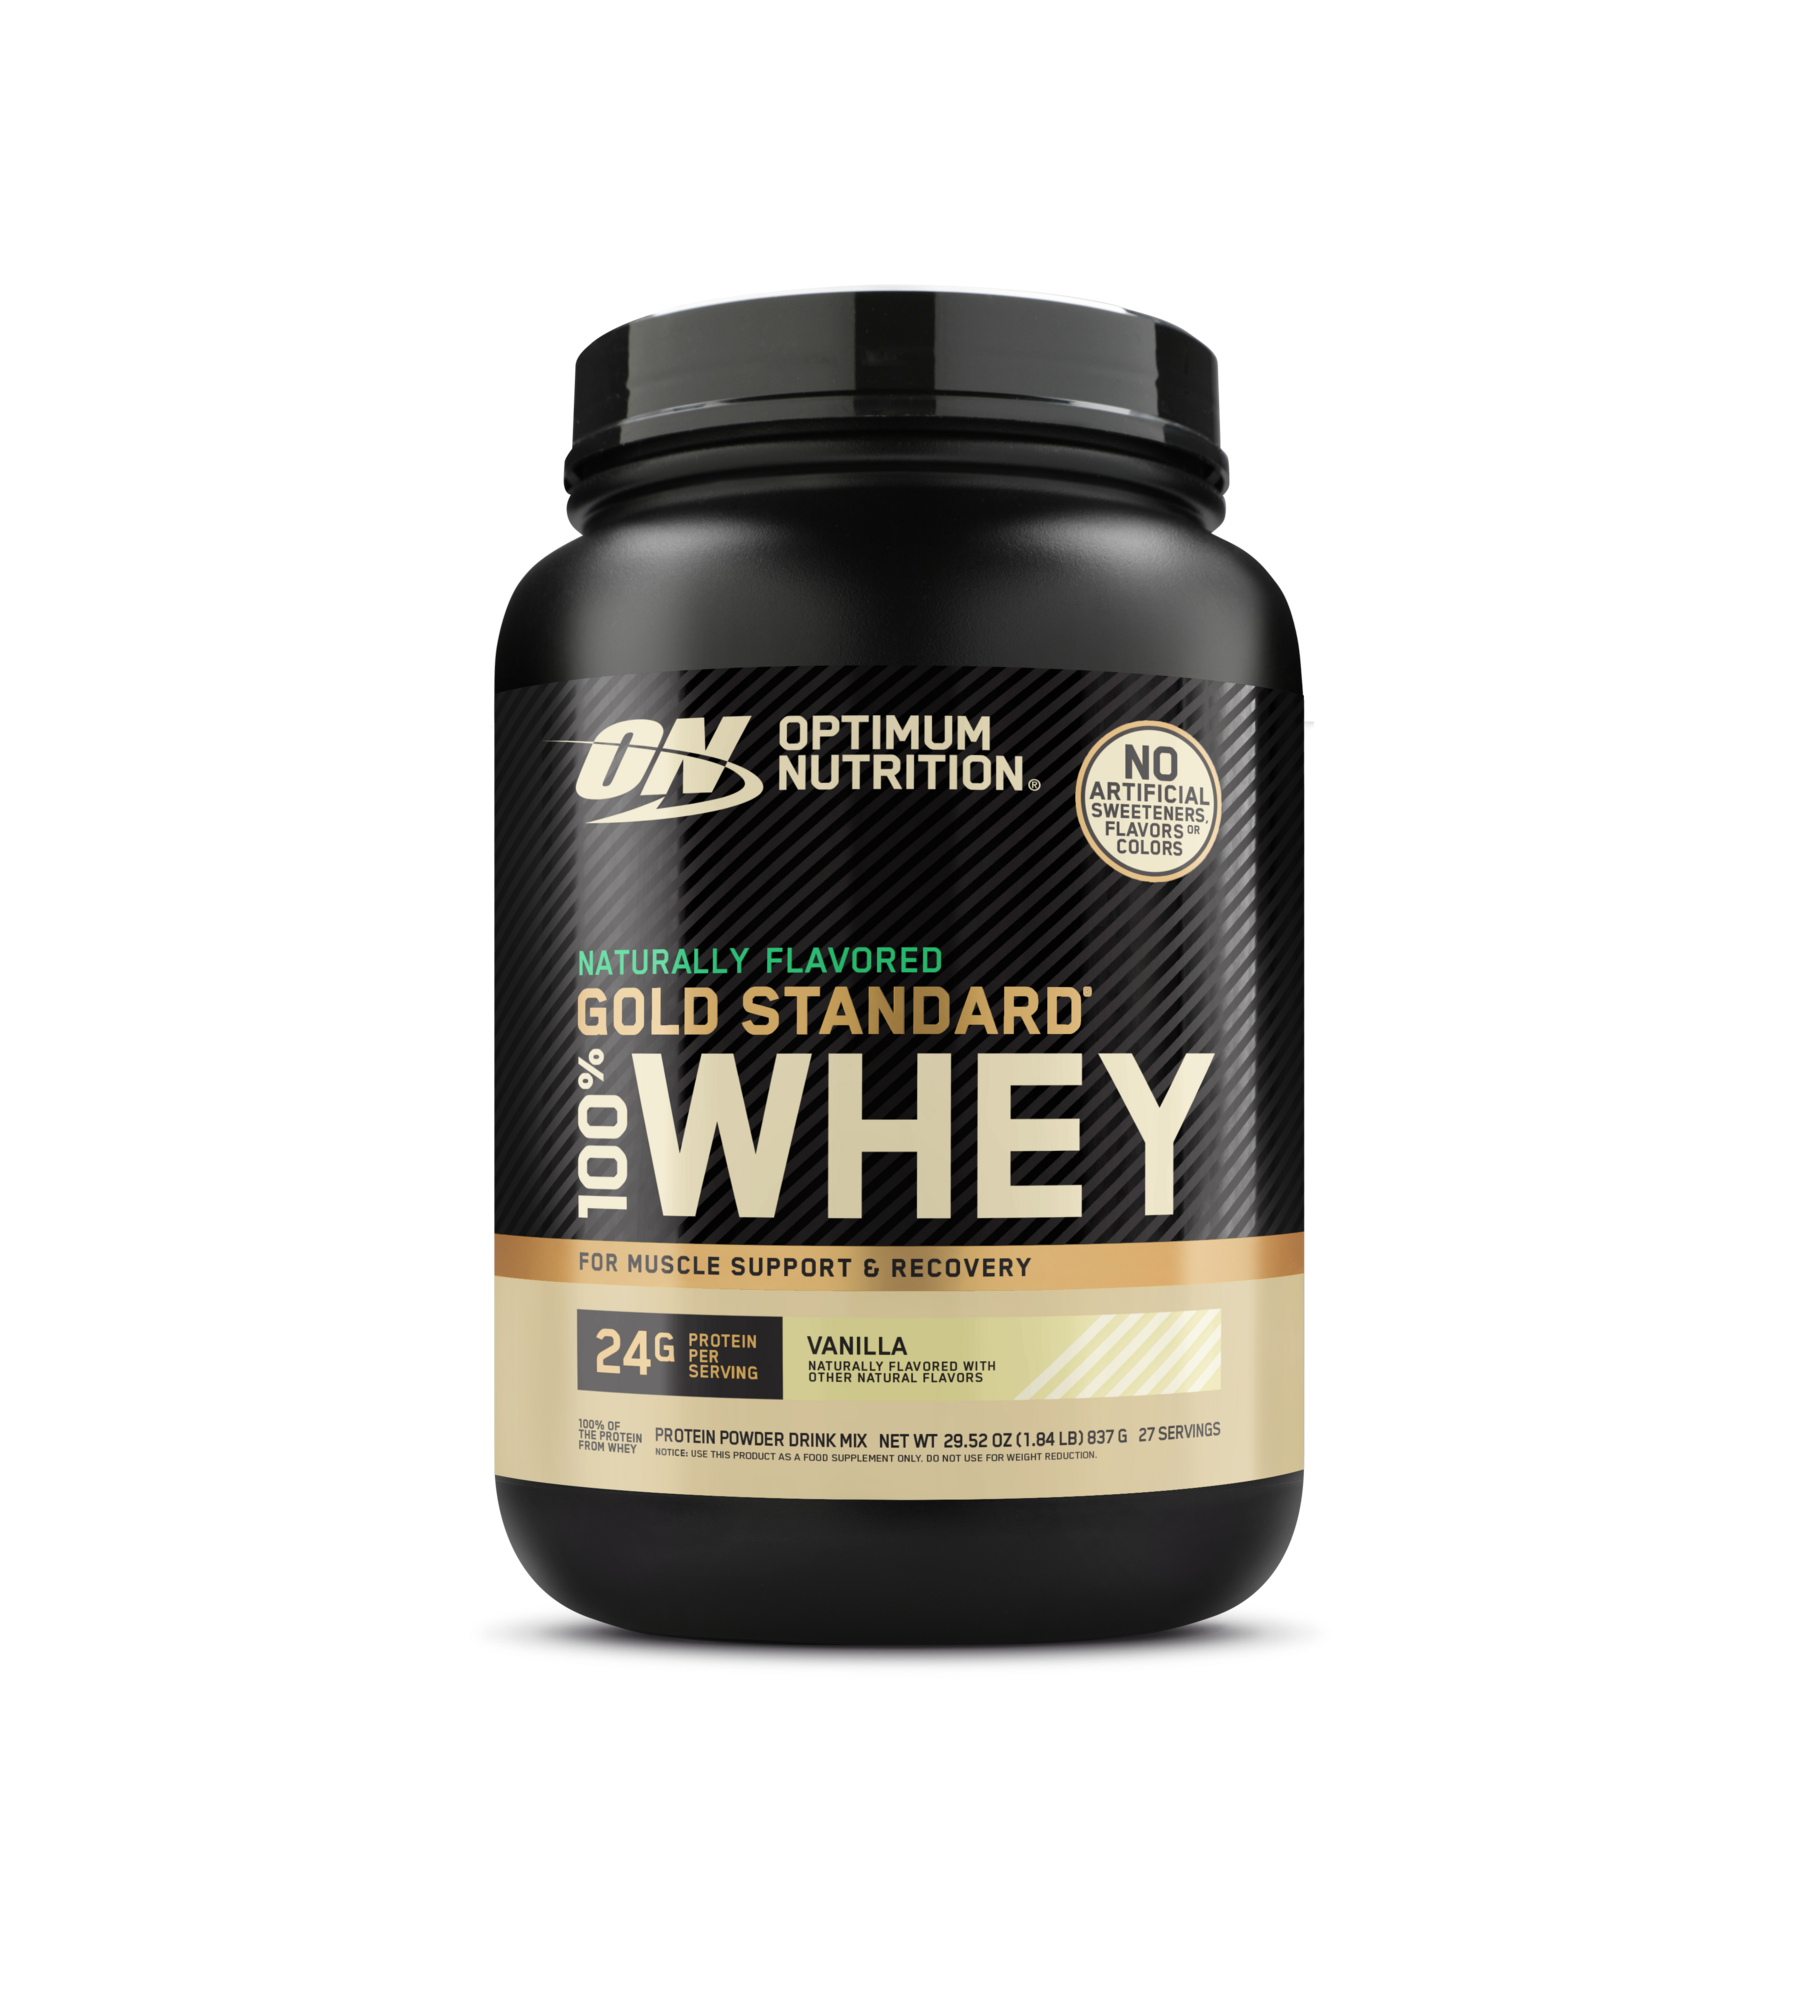 ON
OPTIMUM
NUTRITION®
NO
ARTIFICIAL
SWEETENERS,
FLAVORS OR
COLORS
NATURALLY FLAVORED
GOLD STANDARD®
100% WHEY
FOR MUSCLE SUPPORT & RECOVERY
24G PROTEIN
PER
SERVING
VANILLA
NATURALLY FLAVORED WITH
OTHER NATURAL FLAVORS
100% OF
THE PROTEIN
FROM WHEY
PROTEIN POWDER DRINK MIX NET WT 29.52 OZ (1.84 LB) 837 G 27 SERVINGS
NOTICE: USE THIS PRODUCT AS A FOOD SUPPLEMENT ONLY. DO NOT USE FOR WEIGHT REDUCTION.